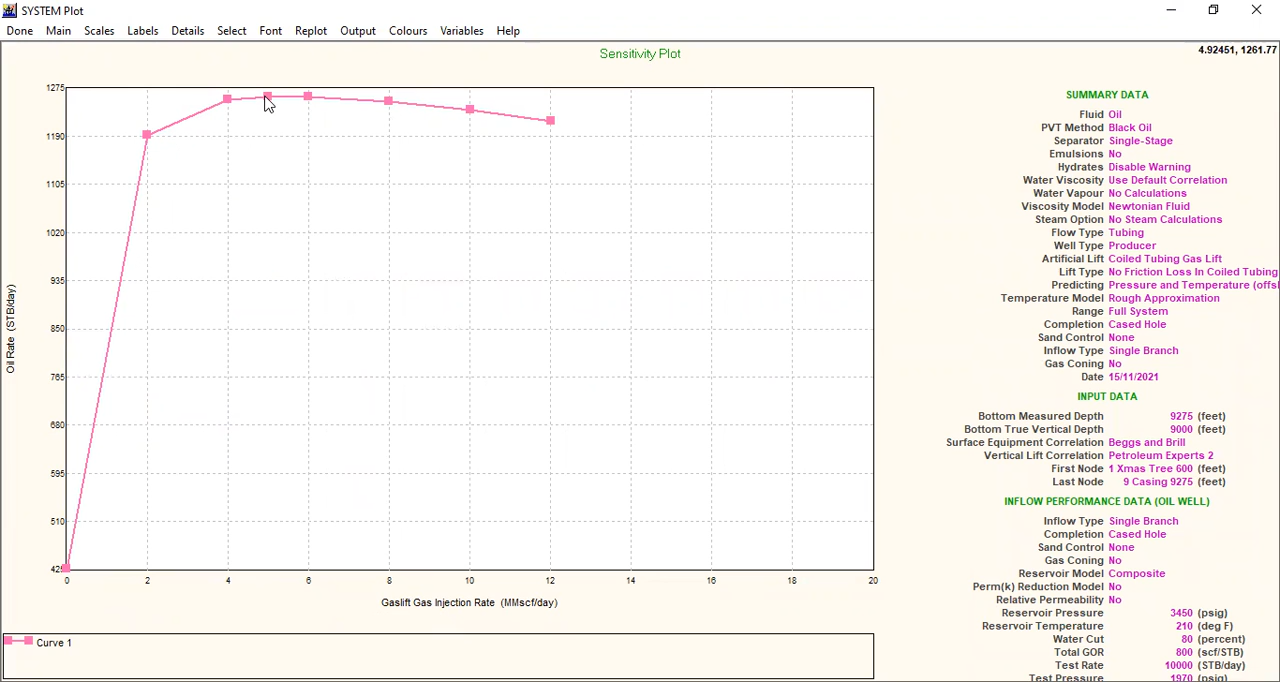 SYSTEM Plot
Done Main Scales Labels Details Select Font Replot Output Colours Variables Help
Sensitivity Plot
4.92451, 1261.77
1275
1190
1105
1020
935
850
765
680
595
510
425
Oil Rate (STB/day)
0 2 4 6 8 10 12 14 16 18 20
Gaslift Gas Injection Rate (MMscf/day)
Curve 1
SUMMARY DATA
Fluid Oil
PVT Method Black Oil
Separator Single-Stage
Emulsions No
Hydrates Disable Warning
Water Viscosity Use Default Correlation
Water Vapour No Calculations
Viscosity Model Newtonian Fluid
Steam Option No Steam Calculations
Flow Type Tubing
Well Type Producer
Artificial Lift Coiled Tubing Gas Lift
Lift Type No Friction Loss In Coiled Tubing
Predicting Pressure and Temperature (offsl
Temperature Model Rough Approximation
Range Full System
Completion Cased Hole
Sand Control None
Inflow Type Single Branch
Gas Coning No
Date 15/11/2021
INPUT DATA
Bottom Measured Depth 9275 (feet)
Bottom True Vertical Depth 9000 (feet)
Surface Equipment Correlation Beggs and Brill
Vertical Lift Correlation Petroleum Experts 2
First Node 1 Xmas Tree 600 (feet)
Last Node 9 Casing 9275 (feet)
INFLOW PERFORMANCE DATA (OIL WELL)
Inflow Type Single Branch
Completion Cased Hole
Sand Control None
Gas Coning No
Reservoir Model Composite
Perm(k) Reduction Model No
Relative Permeability No
Reservoir Pressure 3450 (psig)
Reservoir Temperature 210 (deg F)
Water Cut 80 (percent)
Total GOR 800 (scf/STB)
Test Rate 10000 (STB/day)
Test Pressure 1970 (psig)